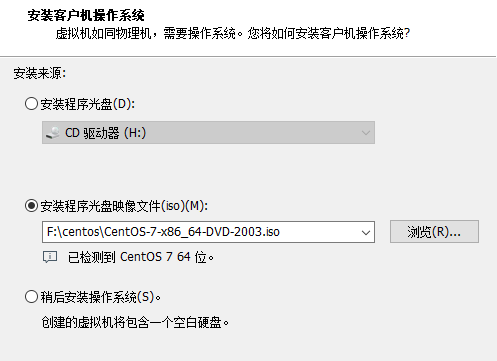 安装客户机操作系统
虚拟机如同物理机，需要操作系统。您将如何安装客户机操作系统?
安装来源:
安装程序光盘(D):
CD 驱动器 (H:)
安装程序光盘映像文件(iso)(M):
F:\centos\CentOS-7-x86_64-DVD-2003.iso
浏览(R)...
已检测到 CentOS 7 64 位。
稍后安装操作系统(S)。
创建的虚拟机将包含一个空白硬盘。